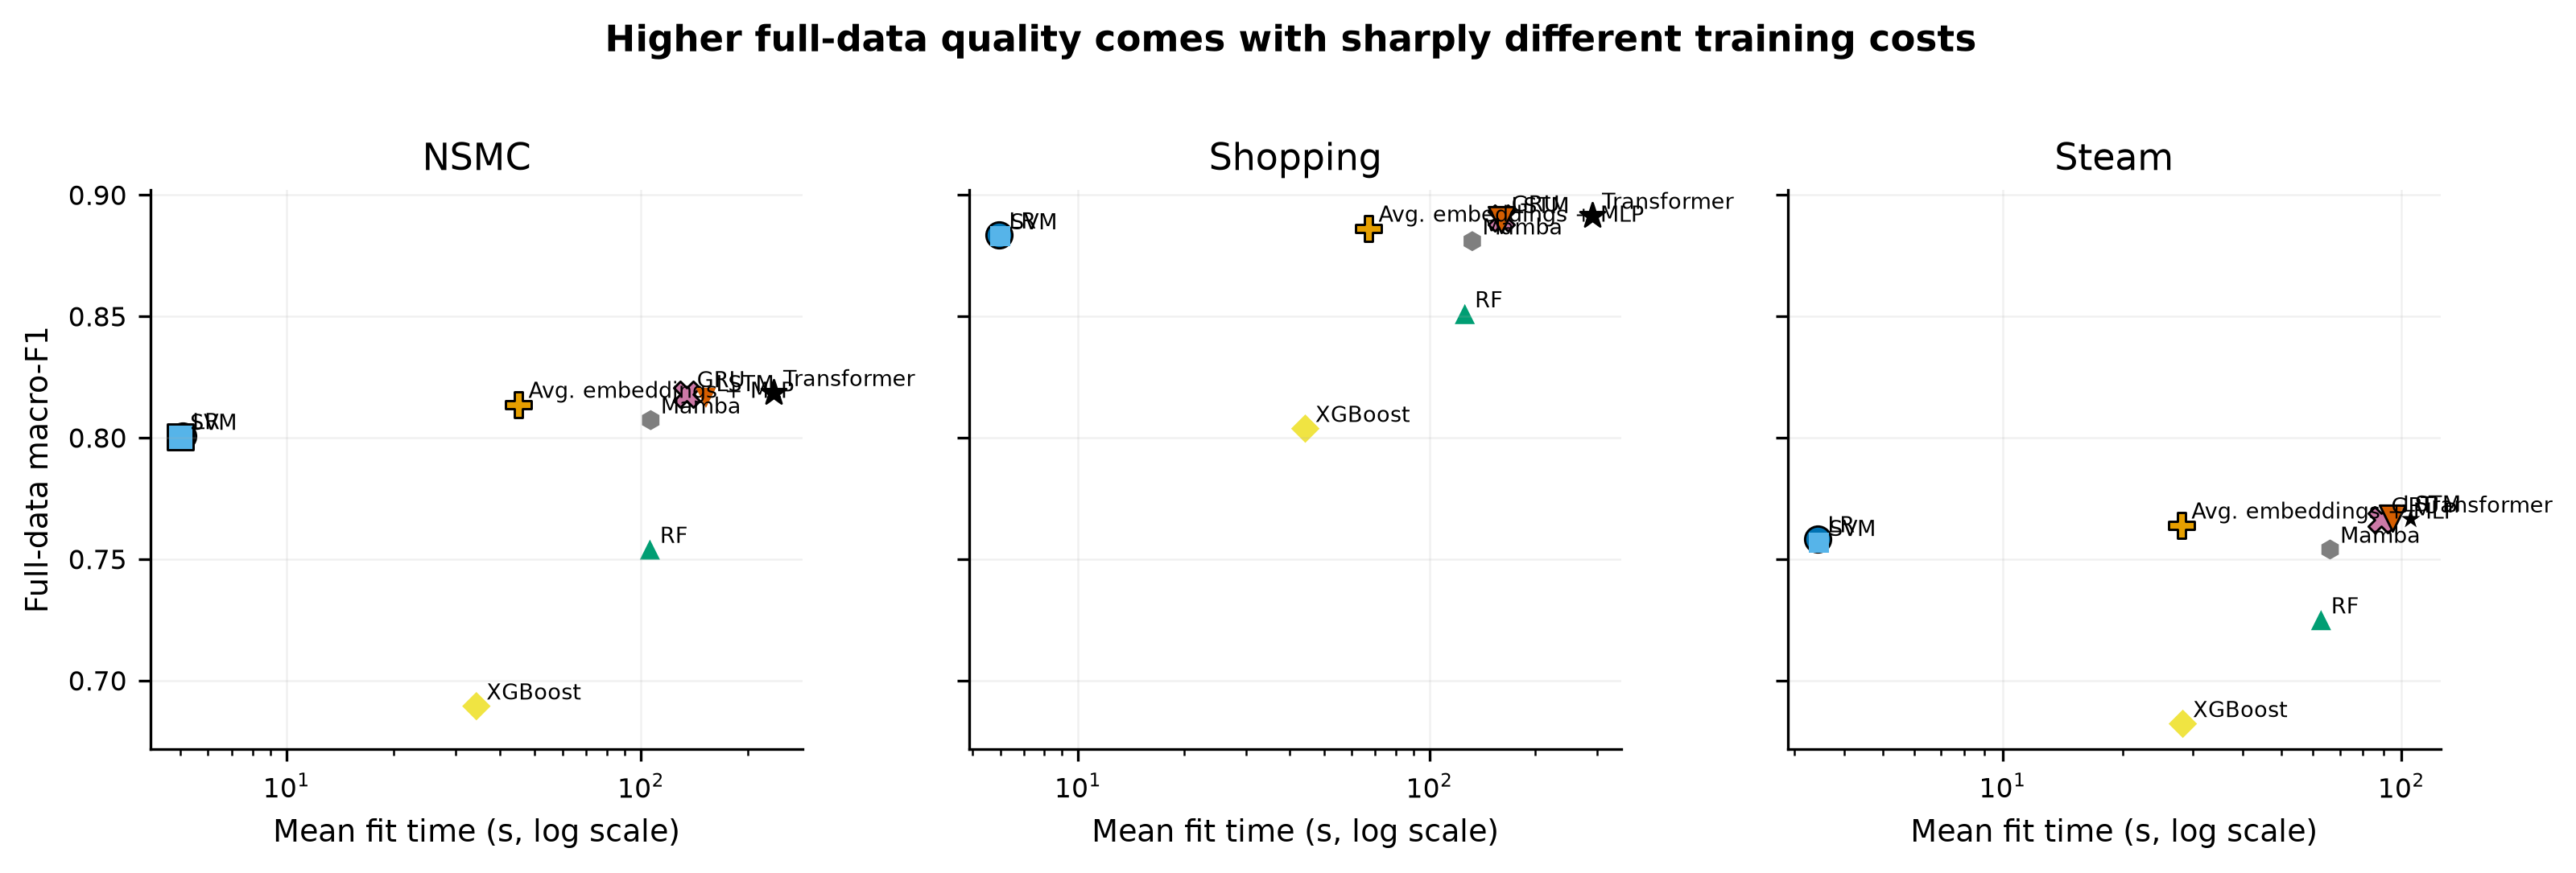 Higher full-data quality comes with sharply different training costs
NSMC
Shopping
Steam
Full-data macro-F1
0.90
0.85
0.80
0.75
0.70
LR
SVM
Avg. embeddings + MLP
GRU
LSTM
Transformer
Mamba
RF
XGBoost
10¹
10²
Mean fit time (s, log scale)
LR
SVM
Avg. embeddings + MLP
GRU
LSTM
Transformer
Mamba
RF
XGBoost
10¹
10²
Mean fit time (s, log scale)
LR
SVM
Avg. embeddings + MLP
GRU
LSTM
Transformer
Mamba
RF
XGBoost
10¹
10²
Mean fit time (s, log scale)